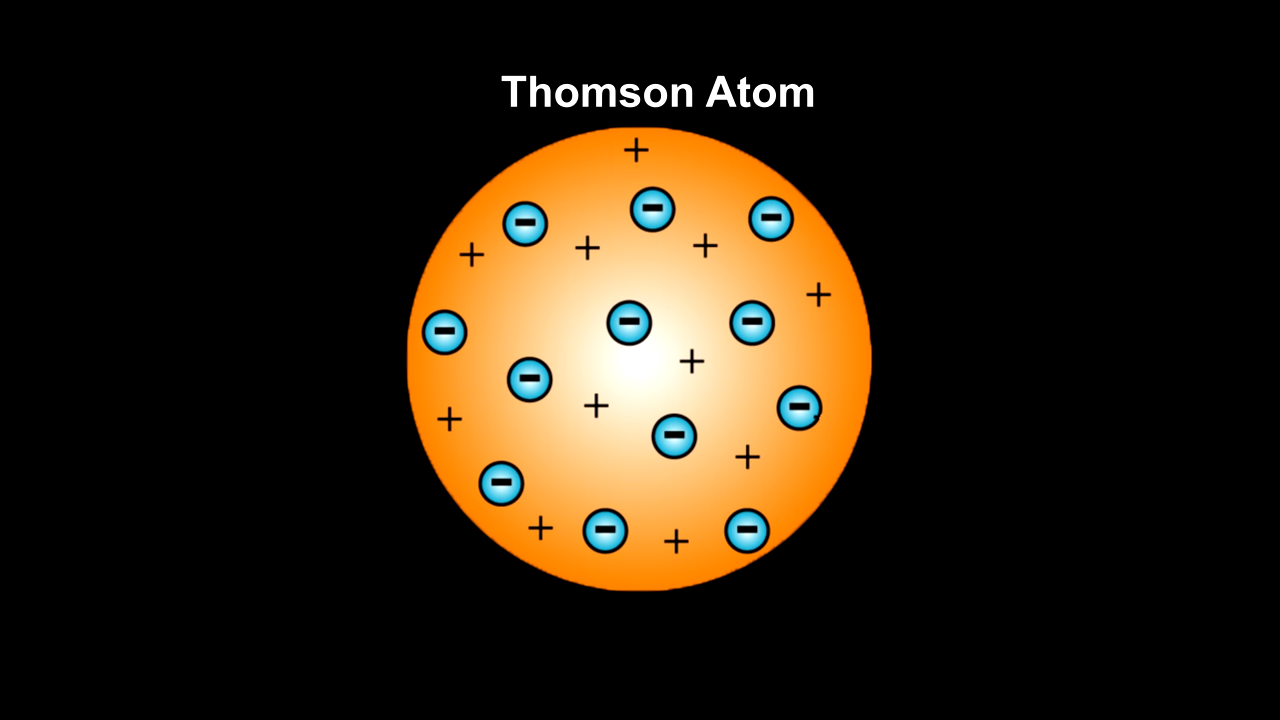 Thomson Atom
+
− − −
+ + +
+
− − −
+
− + −
+ −
+
−
+ − + −